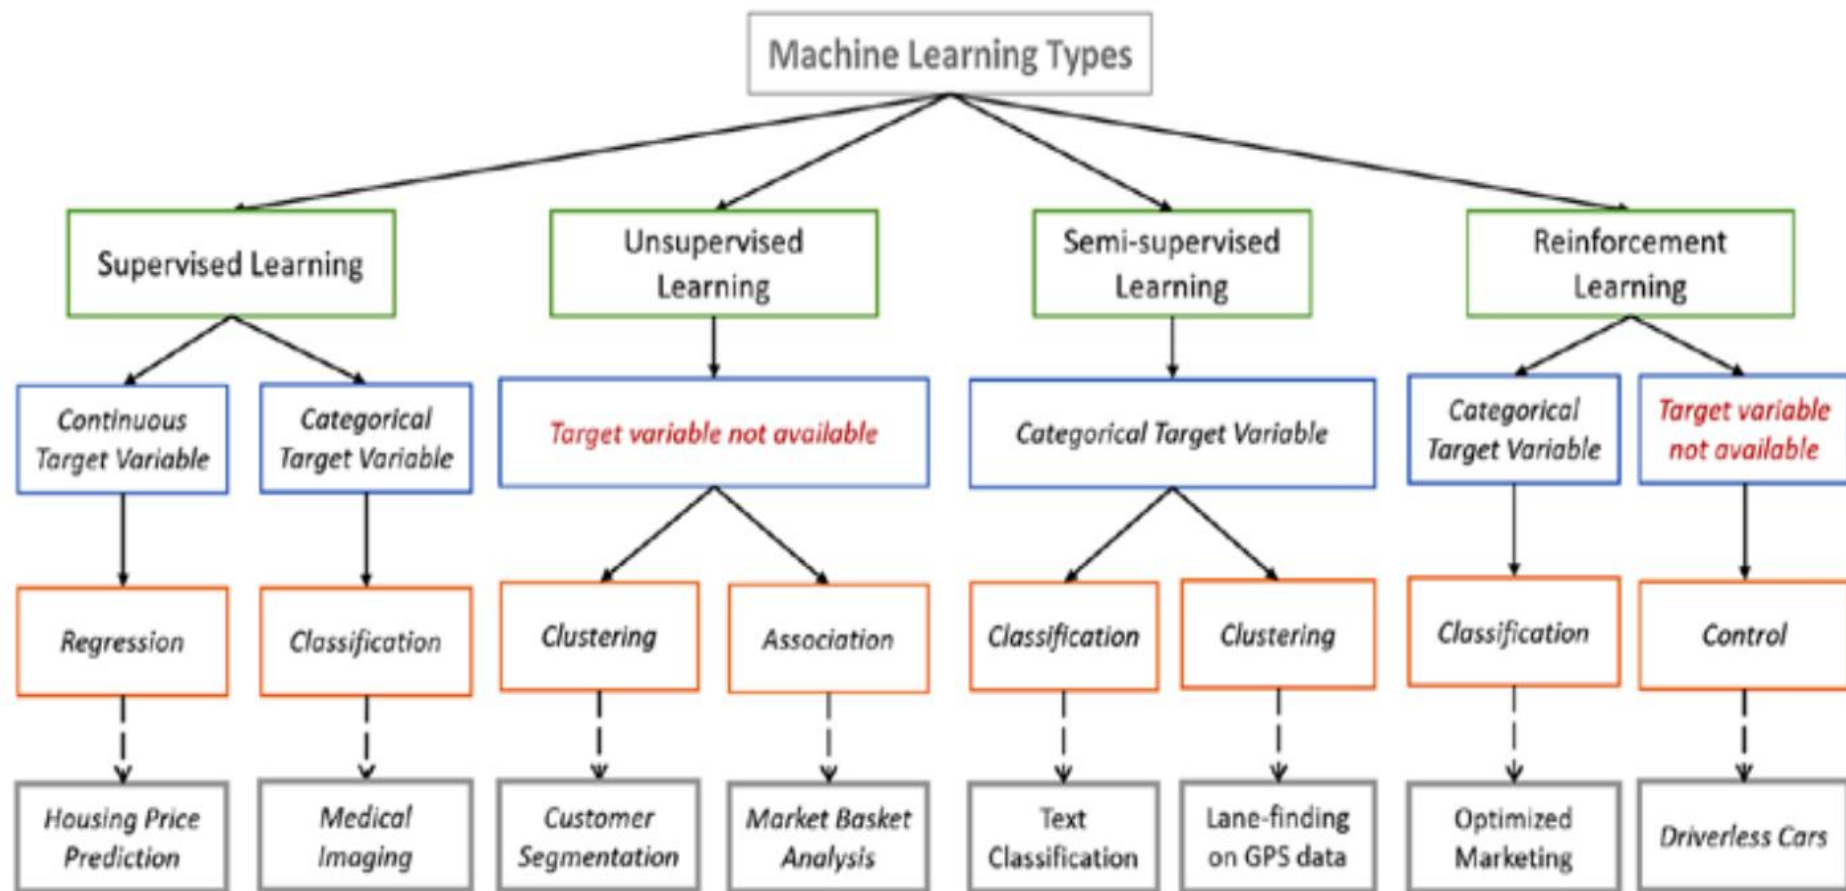 Machine Learning Types
Supervised Learning
Unsupervised
Learning
Semi-supervised
Learning
Reinforcement
Learning
Continuous
Target Variable
Categorical
Target Variable
Target variable not available
Categorical Target Variable
Categorical
Target Variable
Target variable
not available
Regression
Classification
Clustering
Association
Classification
Clustering
Classification
Control
Housing Price
Prediction
Medical
Imaging
Customer
Segmentation
Market Basket
Analysis
Text
Classification
Lane-finding
on GPS data
Optimized
Marketing
Driverless Cars